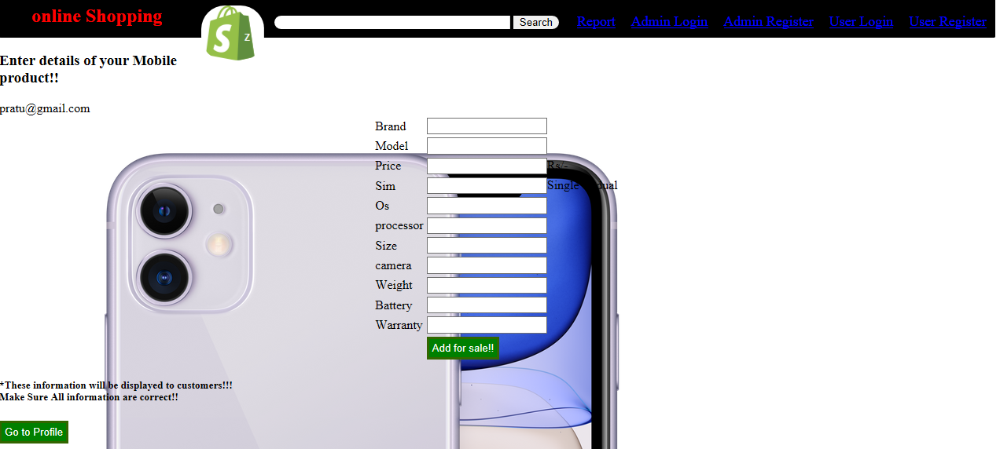 online Shopping
S
Z
Search
Report Admin Login Admin Register User Login User Register
Enter details of your Mobile
product!!
pratu@gmail.com
Brand
Model
Price Rs/-
Sim Single dual
Os
processor
Size
camera
Weight
Battery
Warranty
Add for sale!!
*These information will be displayed to customers!!!
Make Sure All information are correct!!
Go to Profile